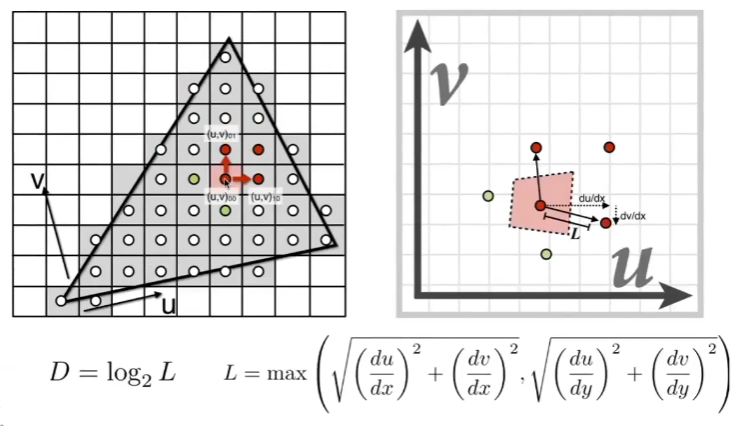 (u,v)₀₁
(u,v)₀₀ (u,v)₁₀
v
u
v
du/dx
dv/dx
L
u
D = log₂ L
L = max(√((du/dx)² + (dv/dx)²), √((du/dy)² + (dv/dy)²))